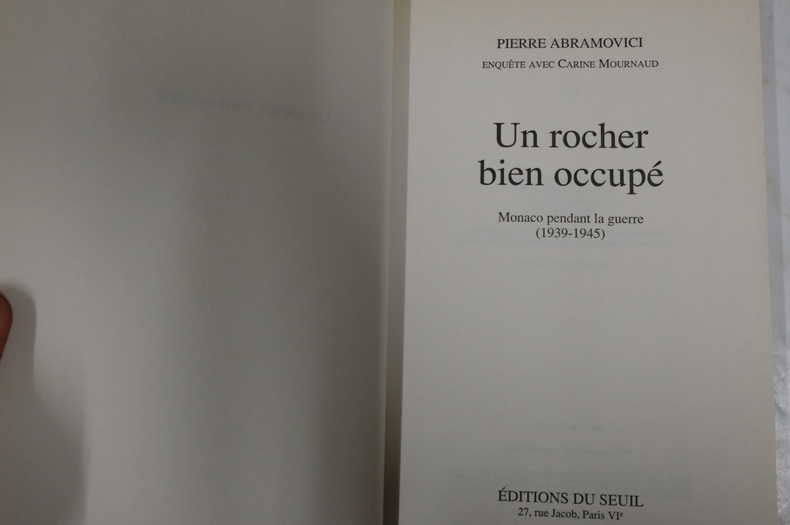 PIERRE ABRAMOVICI
ENQUÊTE AVEC CARINE MOURNAUD
Un rocher
bien occupé
Monaco pendant la guerre
(1939-1945)
ÉDITIONS DU SEUIL
27, rue Jacob, Paris VIe